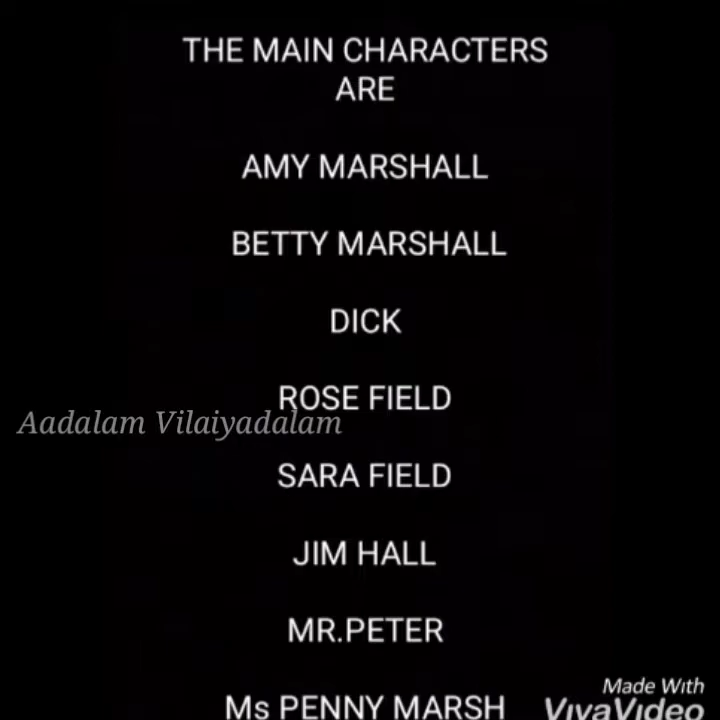 THE MAIN CHARACTERS
ARE
AMY MARSHALL
BETTY MARSHALL
DICK
ROSE FIELD
Aadalam Vilaiyadalam
SARA FIELD
JIM HALL
MR.PETER
Made With
Ms PENNY MARSH
VivaVideo